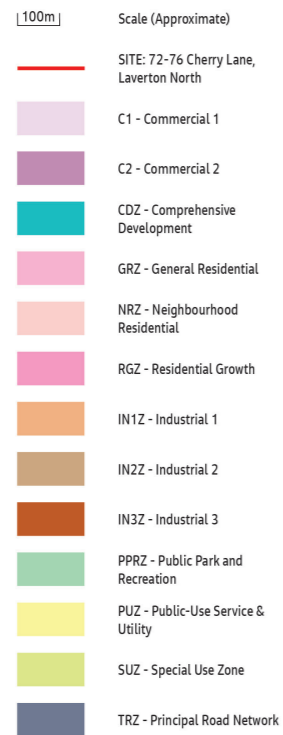 100m Scale (Approximate)
SITE: 72-76 Cherry Lane,
Laverton North
C1 - Commercial 1
C2 - Commercial 2
CDZ - Comprehensive
Development
GRZ - General Residential
NRZ - Neighbourhood
Residential
RGZ - Residential Growth
IN1Z - Industrial 1
IN2Z - Industrial 2
IN3Z - Industrial 3
PPRZ - Public Park and
Recreation
PUZ - Public-Use Service &
Utility
SUZ - Special Use Zone
TRZ - Principal Road Network